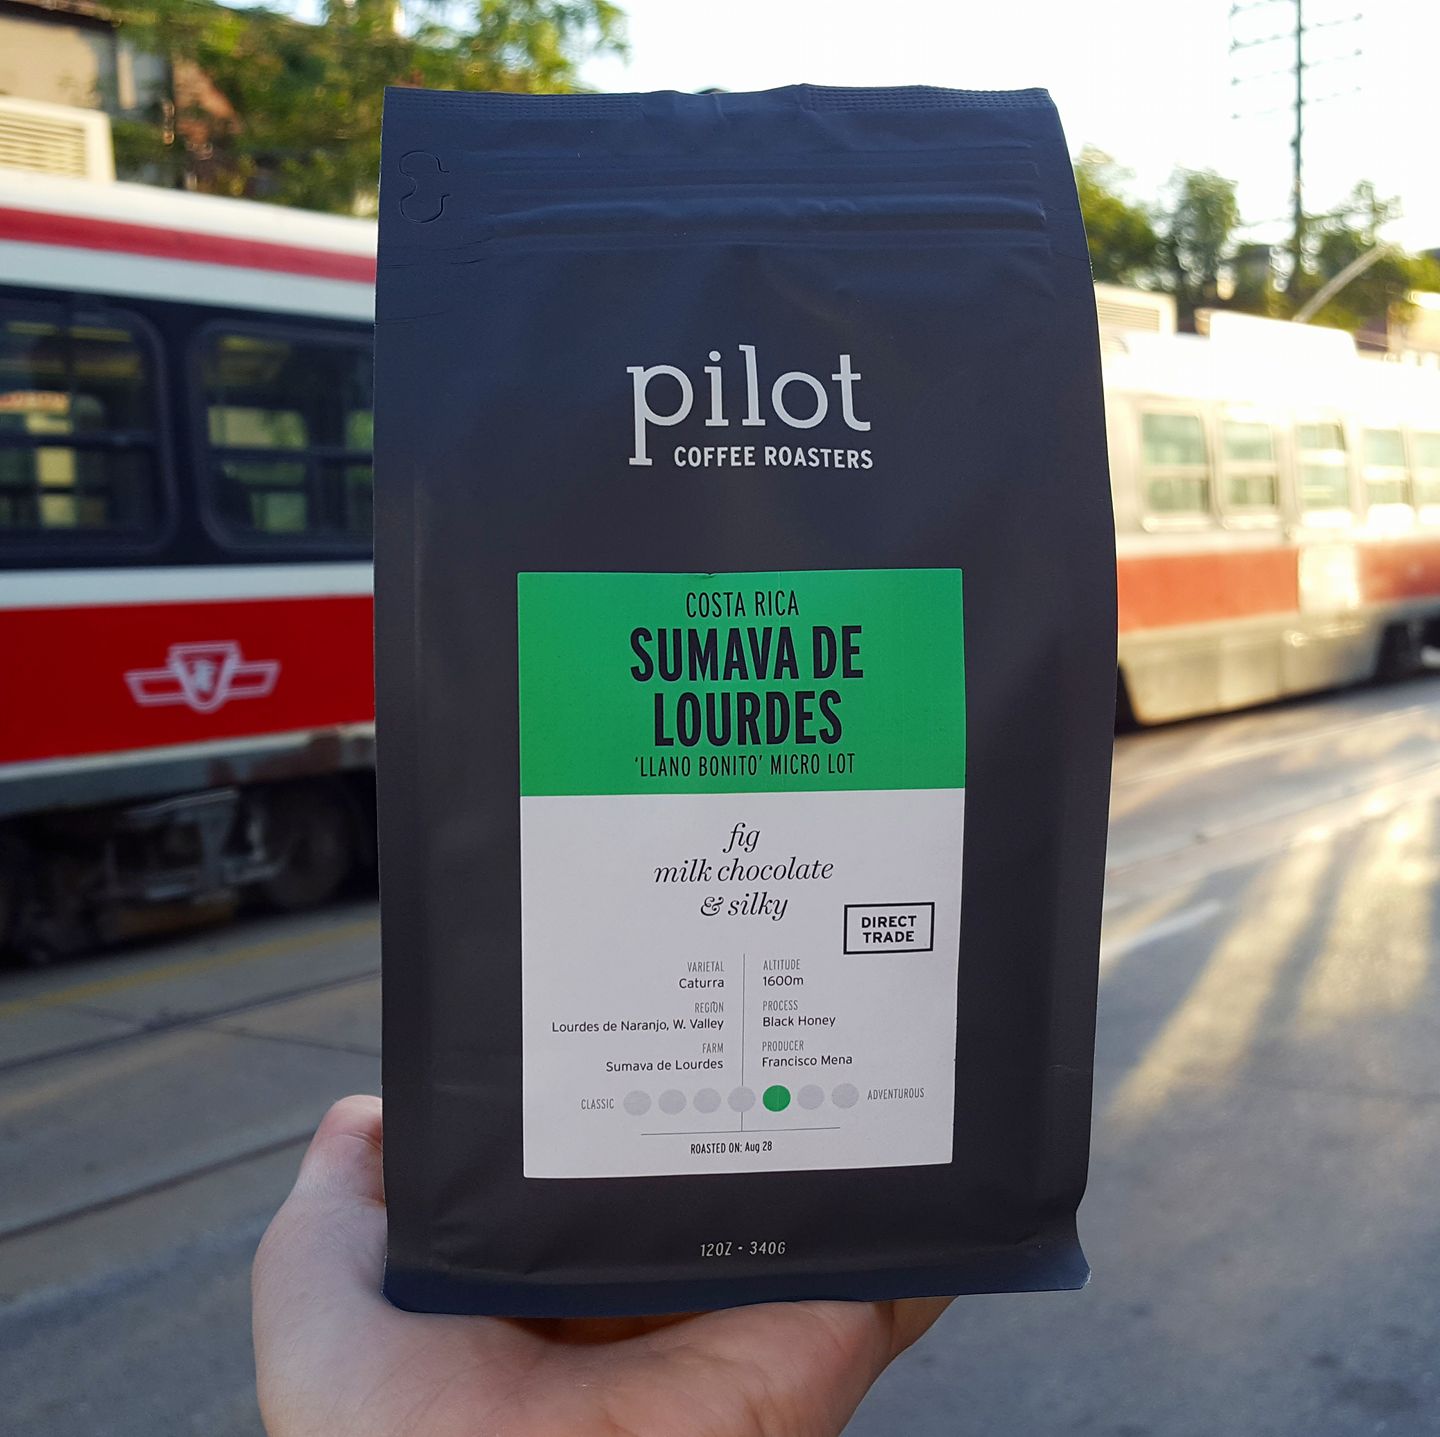 pilot
COFFEE ROASTERS
COSTA RICA
SUMAVA DE
LOURDES
'LLANO BONITO' MICRO LOT
fig
milk chocolate
& silky
DIRECT
TRADE
VARIETAL
Caturra
REGION
Lourdes de Naranjo, W. Valley
FARM
Sumava de Lourdes
ALTITUDE
1600m
PROCESS
Black Honey
PRODUCER
Francisco Mena
CLASSIC
ADVENTUROUS
ROASTED ON: Aug 28
12OZ • 340G